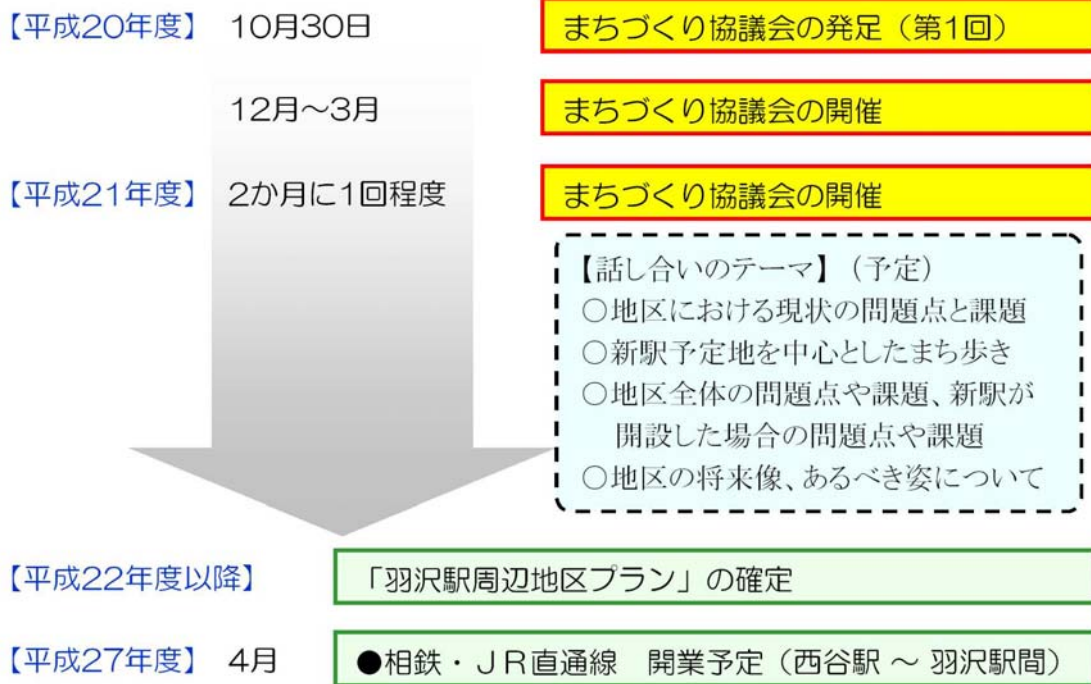 【平成20年度】 10月30日 まちづくり協議会の発足（第1回）
12月～3月 まちづくり協議会の開催
【平成21年度】 2か月に1回程度 まちづくり協議会の開催
【話し合いのテーマ】（予定）
○地区における現状の問題点と課題
○新駅予定地を中心としたまち歩き
○地区全体の問題点や課題、新駅が
開設した場合の問題点や課題
○地区の将来像、あるべき姿について
【平成22年度以降】 「羽沢駅周辺地区プラン」の確定
【平成27年度】 4月 ●相鉄・ＪＲ直通線　開業予定（西谷駅 ～ 羽沢駅間）